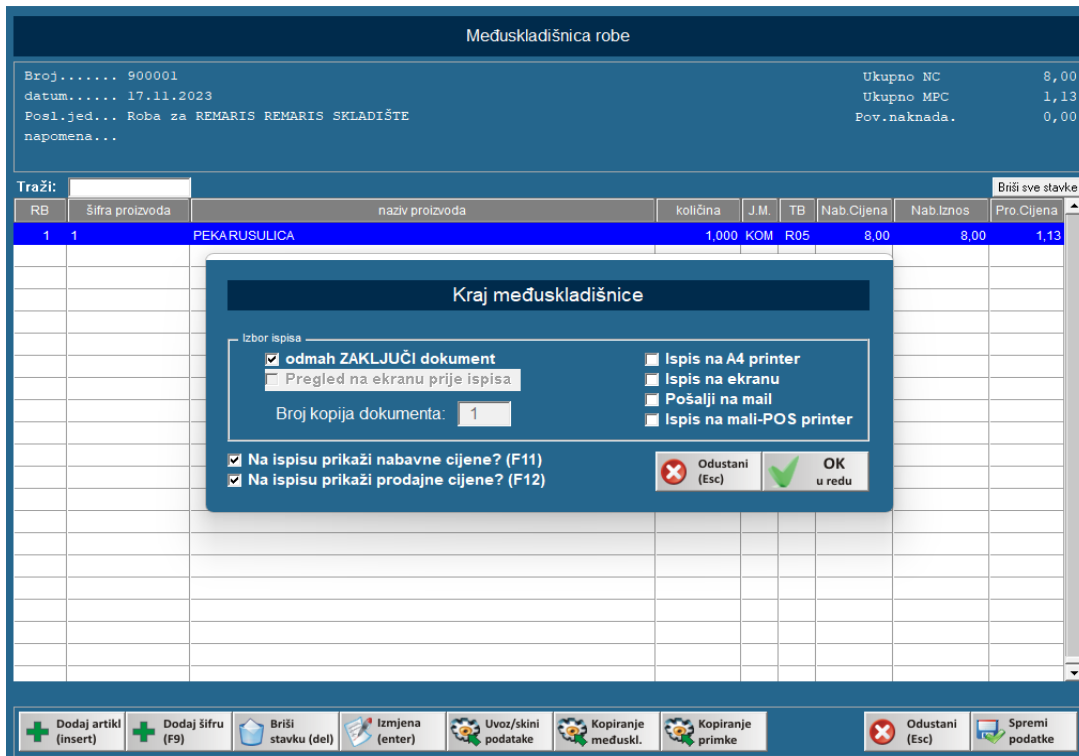 Međuskladišnica robe
Broj....... 900001
Ukupno NC 8,00
datum...... 17.11.2023
Ukupno MPC 1,13
Posl.jed... Roba za REMARIS REMARIS SKLADIŠTE
Pov.naknada. 0,00
napomena...
Traži:
Briši sve stavke
RB šifra proizvoda naziv proizvoda količina J.M. TB Nab.Cijena Nab.Iznos Pro.Cijena
1 1 PEKARUSULICA 1,000 KOM R05 8,00 8,00 1,13
Kraj međuskladišnice
Izbor ispisa
odmah ZAKLJUČI dokument
Ispis na A4 printer
Pregled na ekranu prije ispisa
Ispis na ekranu
Pošalji na mail
Broj kopija dokumenta: 1
Ispis na mali-POS printer
Na ispisu prikaži nabavne cijene? (F11)
Na ispisu prikaži prodajne cijene? (F12)
Odustani
(Esc)
OK
u redu
Dodaj artikl
(insert)
Dodaj šifru
(F9)
Briši
stavku (del)
Izmjena
(enter)
Uvoz/skini
podatake
Kopiranje
međuskl.
Kopiranje
primke
Odustani
(Esc)
Spremi
podatke